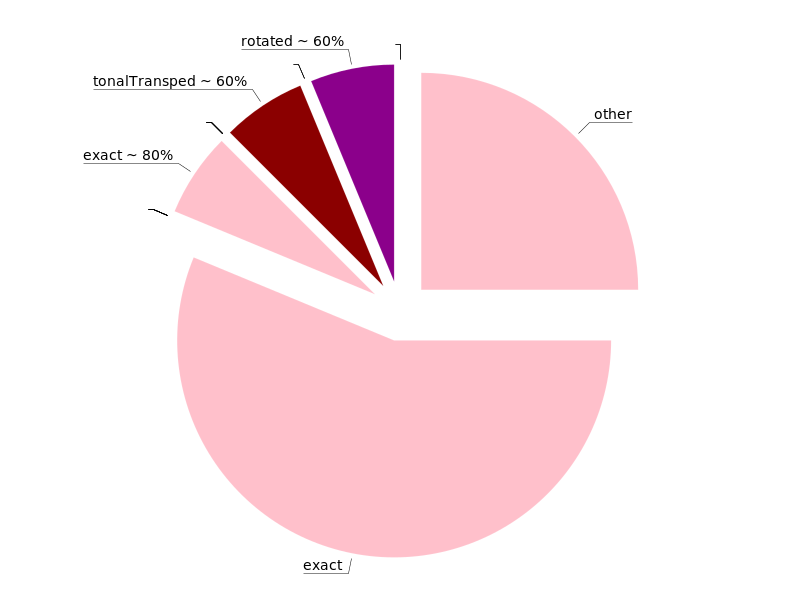 rotated ~ 60%
tonalTransped ~ 60%
other
exact ~ 80%
exact